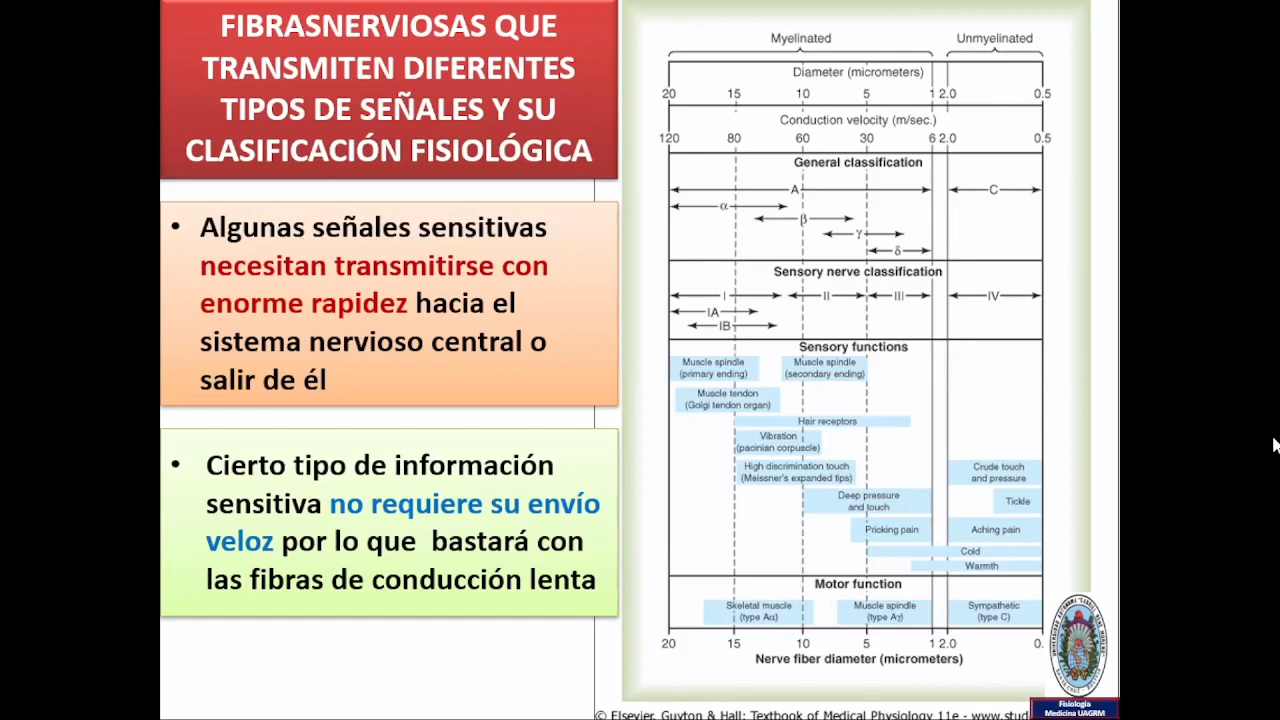 FIBRASNERVIOSAS QUE
TRANSMITEN DIFERENTES
TIPOS DE SEÑALES Y SU
CLASIFICACIÓN FISIOLÓGICA
• Algunas señales sensitivas
necesitan transmitirse con
enorme rapidez hacia el
sistema nervioso central o
salir de él
• Cierto tipo de información
sensitiva no requiere su envío
veloz por lo que bastará con
las fibras de conducción lenta
Myelinated Unmyelinated
Diameter (micrometers)
20 15 10 5 1 2.0 0.5
Conduction velocity (m/sec.)
120 80 60 30 6 2.0 0.5
General classification
A C
α
β
γ
δ
Sensory nerve classification
I II III IV
IA
IB
Sensory functions
Muscle spindle
(primary ending)
Muscle spindle
(secondary ending)
Muscle tendon
(Golgi tendon organ)
Hair receptors
Vibration
(pacinian corpuscle)
High discrimination touch
(Meissner's expanded tips)
Crude touch
and pressure
Deep pressure
and touch
Tickle
Pricking pain
Aching pain
Cold
Warmth
Motor function
Skeletal muscle
(type Aα)
Muscle spindle
(type Aγ)
Sympathetic
(type C)
20 15 10 5 1 2.0 0.
Nerve fiber diameter (micrometers)
© Elsevier. Guyton & Hall: Textbook of Medical Physiology 11e - www.stud
Fisiología
Medicina UAGRM